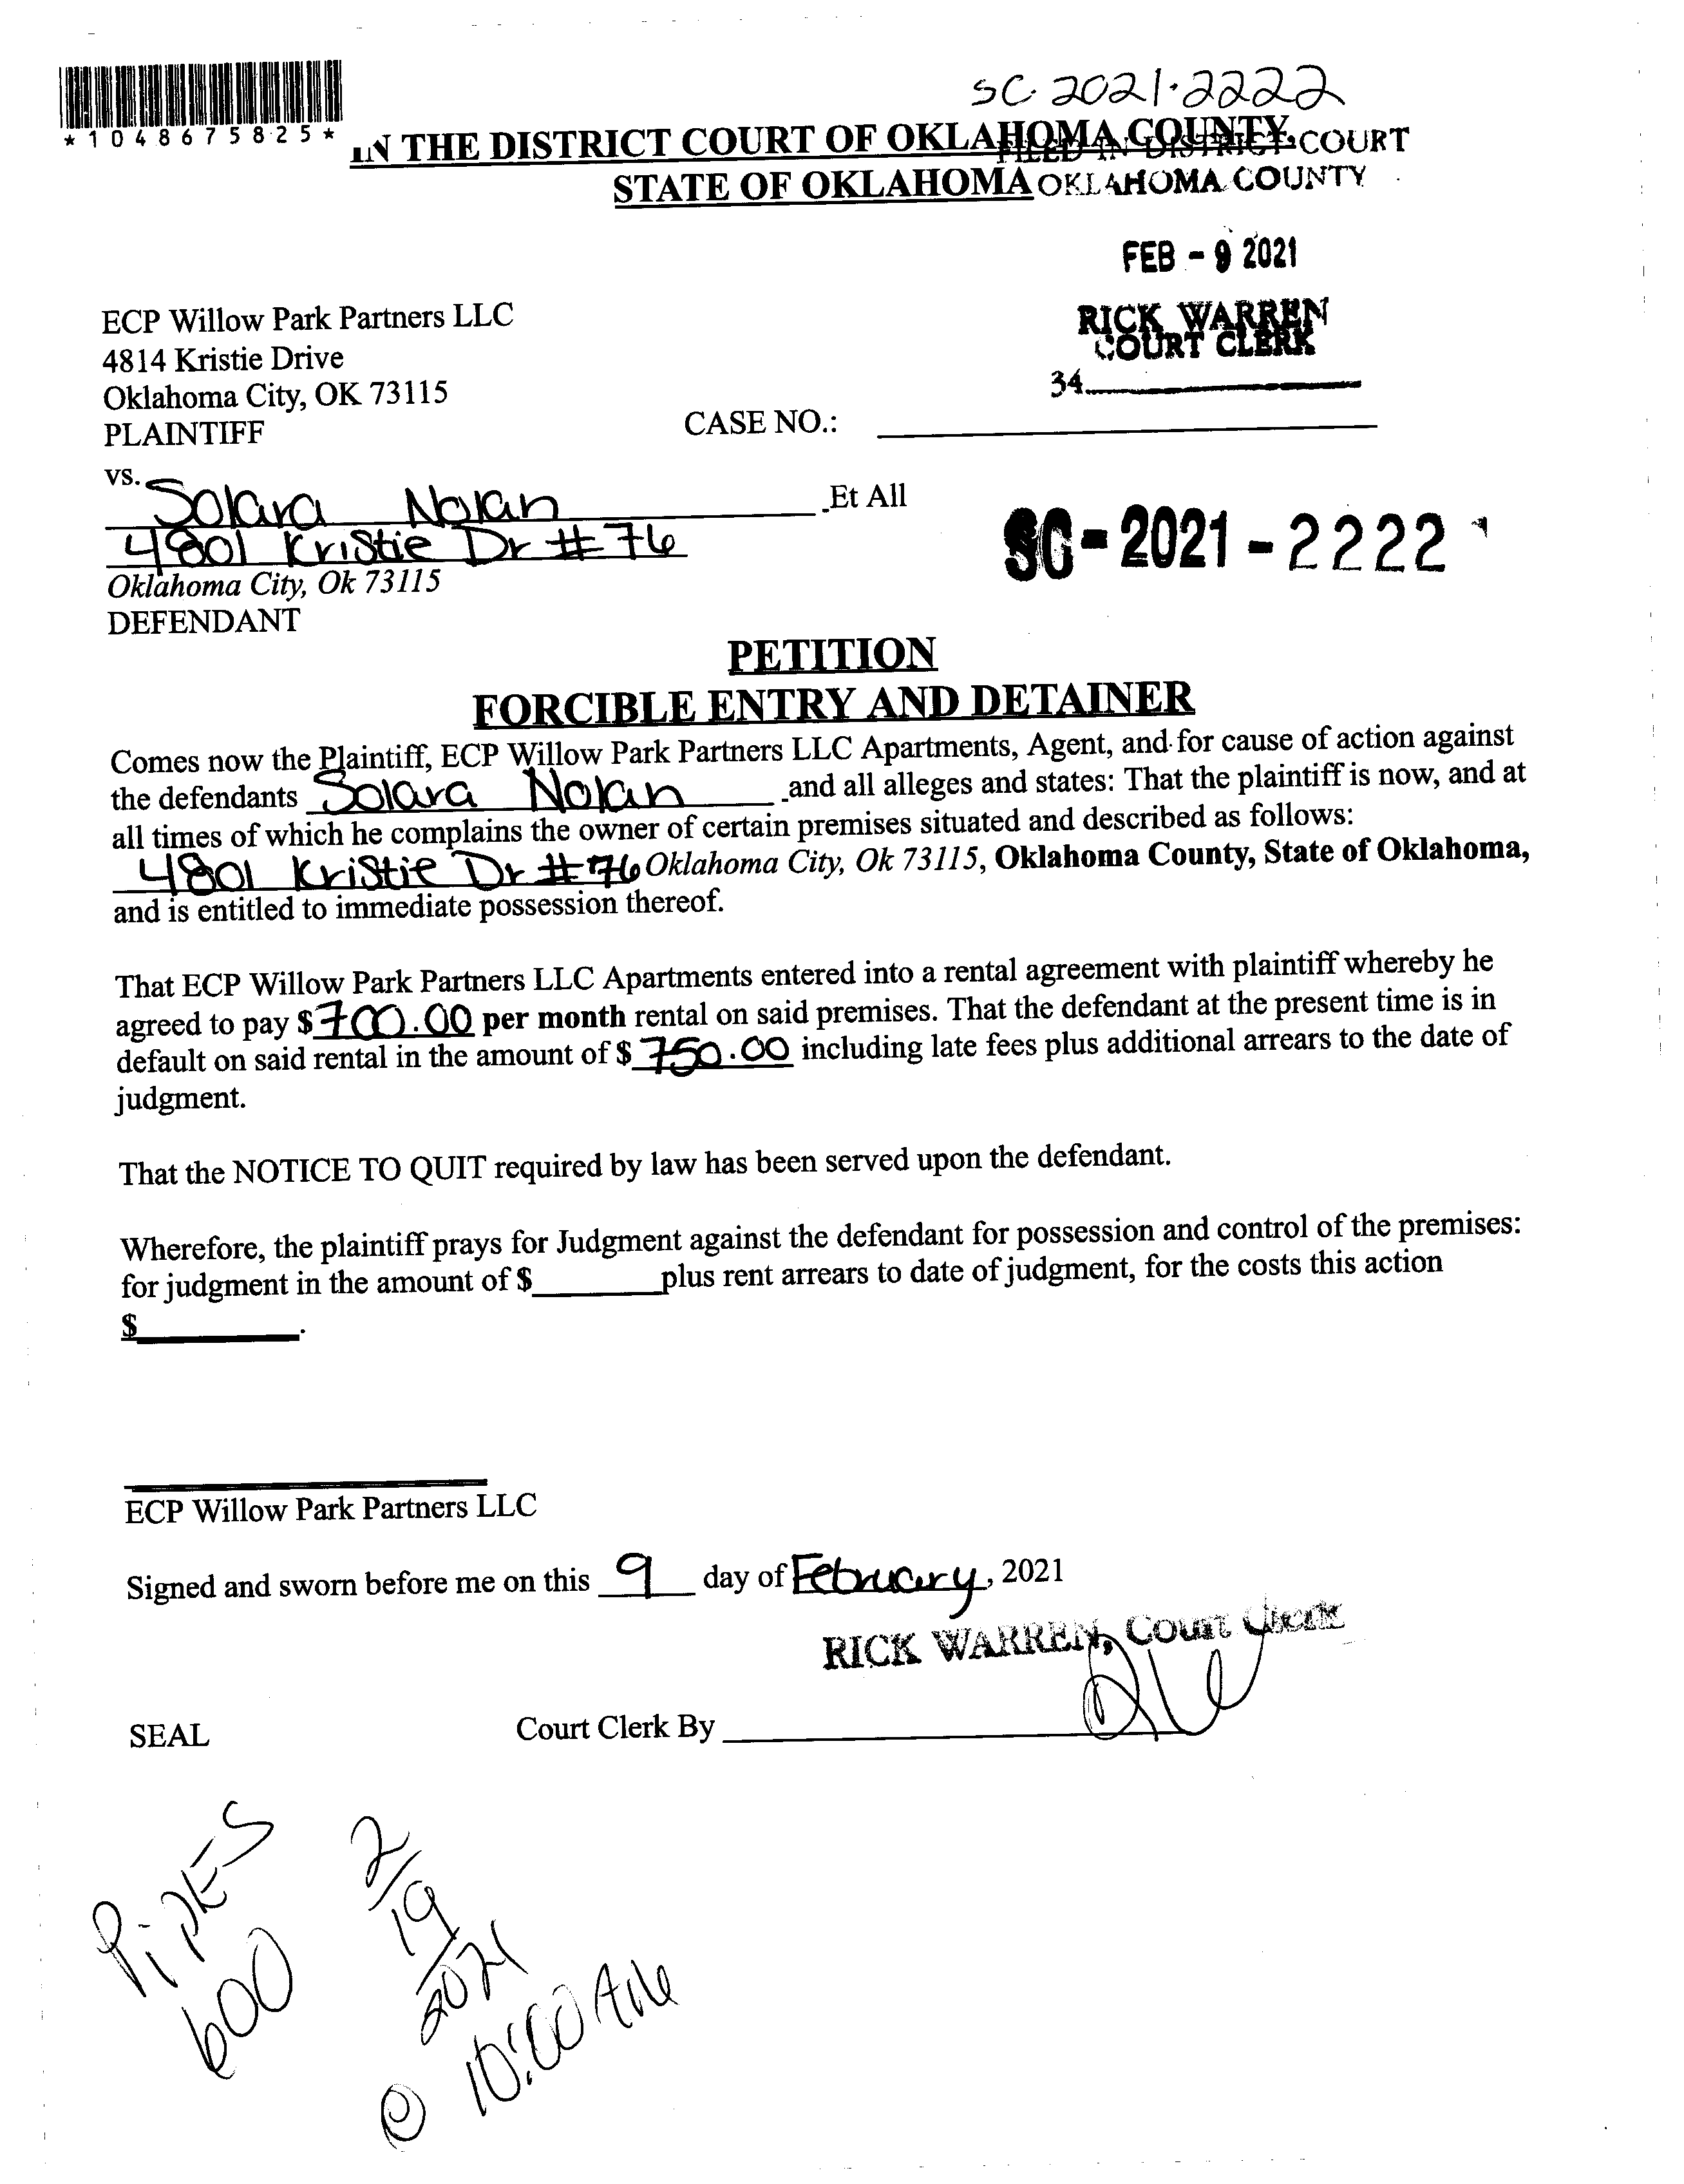 SC-2021-2222
*1048675825*
IN THE DISTRICT COURT OF OKLAHOMA COUNTY,
FILED IN DISTRICT COURT
STATE OF OKLAHOMA
OKLAHOMA COUNTY
FEB - 9 2021
RICK WARREN
COURT CLERK
34
ECP Willow Park Partners LLC
4814 Kristie Drive
Oklahoma City, OK 73115
PLAINTIFF
CASE NO.:
vs.
Solara Nolan Et All
4801 Kristie Dr #76
Oklahoma City, Ok 73115
DEFENDANT
SC-2021-2222
PETITION
FORCIBLE ENTRY AND DETAINER
Comes now the Plaintiff, ECP Willow Park Partners LLC Apartments, Agent, and for cause of action against
the defendants Solara Nolan and all alleges and states: That the plaintiff is now, and at
all times of which he complains the owner of certain premises situated and described as follows:
4801 Kristie Dr #76 Oklahoma City, Ok 73115, Oklahoma County, State of Oklahoma,
and is entitled to immediate possession thereof.
That ECP Willow Park Partners LLC Apartments entered into a rental agreement with plaintiff whereby he
agreed to pay $700.00 per month rental on said premises. That the defendant at the present time is in
default on said rental in the amount of $750.00 including late fees plus additional arrears to the date of
judgment.
That the NOTICE TO QUIT required by law has been served upon the defendant.
Wherefore, the plaintiff prays for Judgment against the defendant for possession and control of the premises:
for judgment in the amount of $________plus rent arrears to date of judgment, for the costs this action
$__________.
ECP Willow Park Partners LLC
Signed and sworn before me on this 9 day of February, 2021
RICK WARREN, Court Clerk
SEAL
Court Clerk By
Pipes
600
2/19/2021
@ 10:00 AM